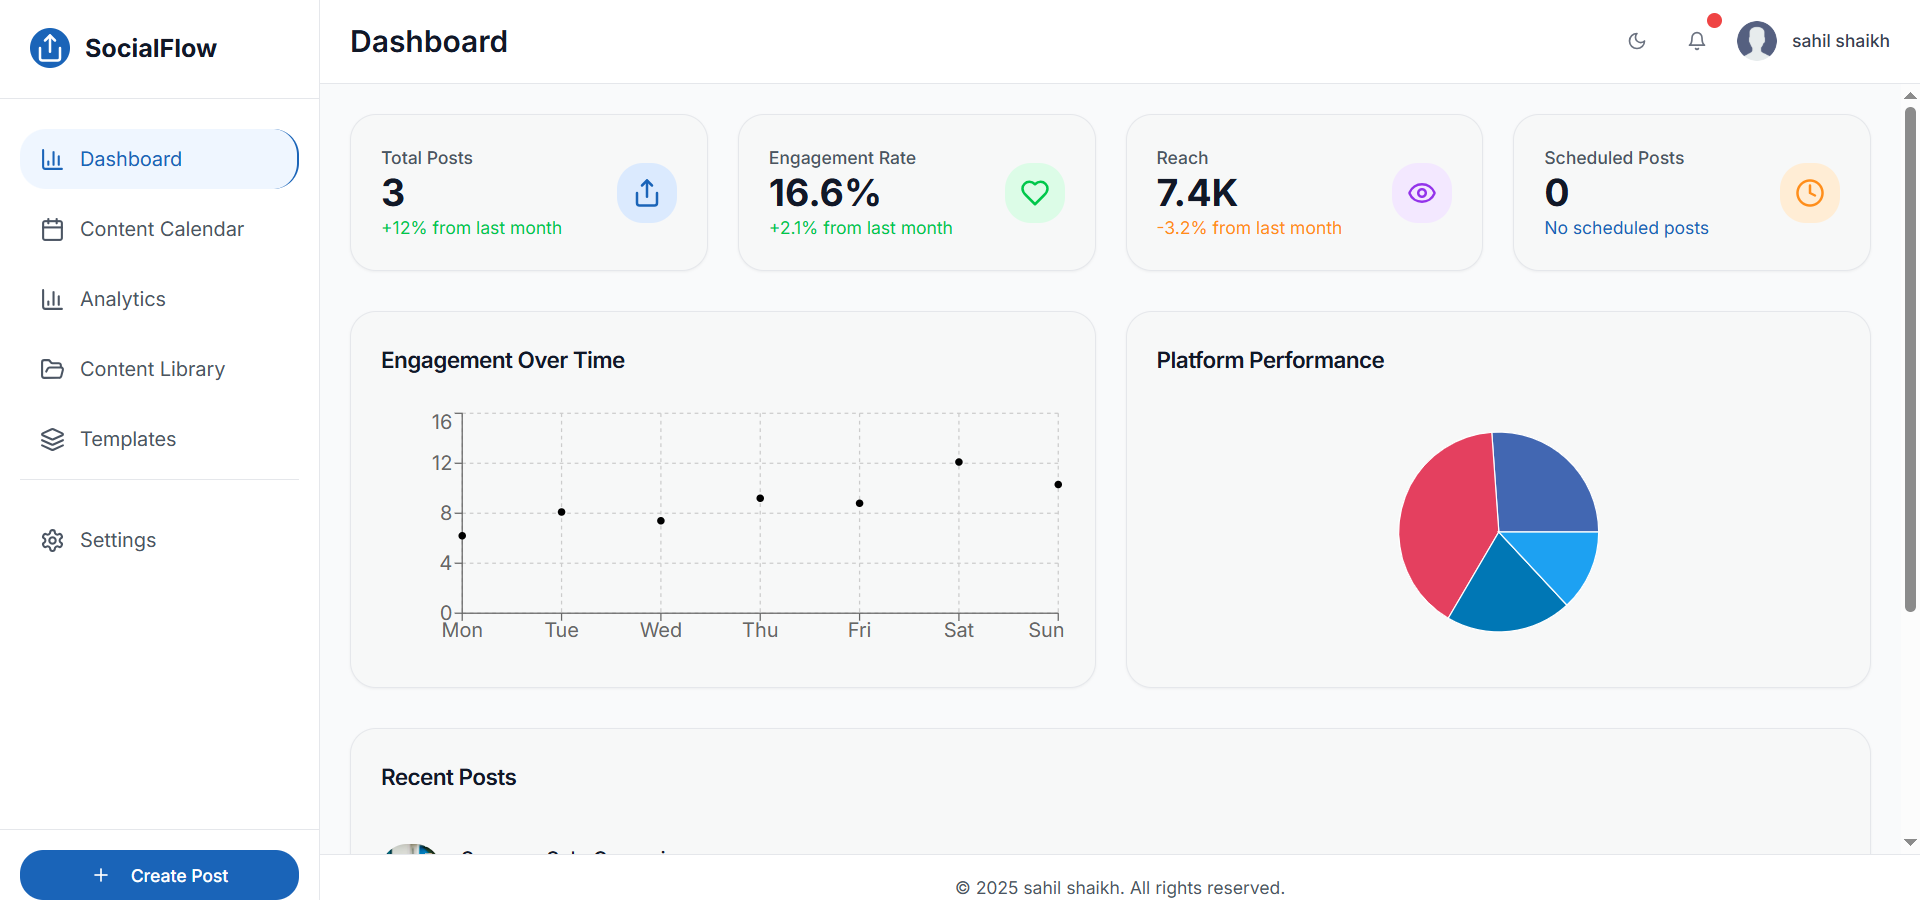 SocialFlow
Dashboard
Content Calendar
Analytics
Content Library
Templates
Settings
Create Post
Dashboard
sahil shaikh
Total Posts
3
+12% from last month
Engagement Rate
16.6%
+2.1% from last month
Reach
7.4K
-3.2% from last month
Scheduled Posts
0
No scheduled posts
Engagement Over Time
16
12
8
4
0
Mon Tue Wed Thu Fri Sat Sun
Platform Performance
Recent Posts
© 2025 sahil shaikh. All rights reserved.